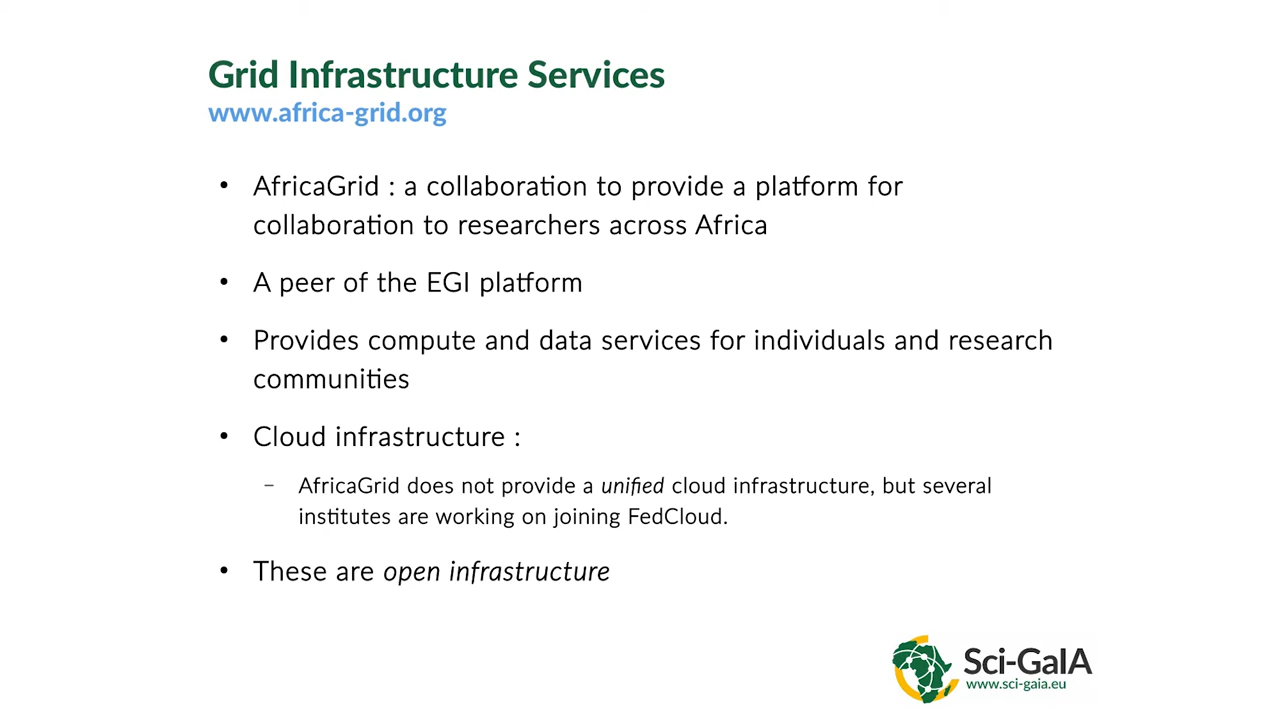 Grid Infrastructure Services
www.africa-grid.org
• AfricaGrid : a collaboration to provide a platform for
collaboration to researchers across Africa
• A peer of the EGI platform
• Provides compute and data services for individuals and research
communities
• Cloud infrastructure :
– AfricaGrid does not provide a unified cloud infrastructure, but several
institutes are working on joining FedCloud.
• These are open infrastructure
Sci-GaIA
www.sci-gaia.eu